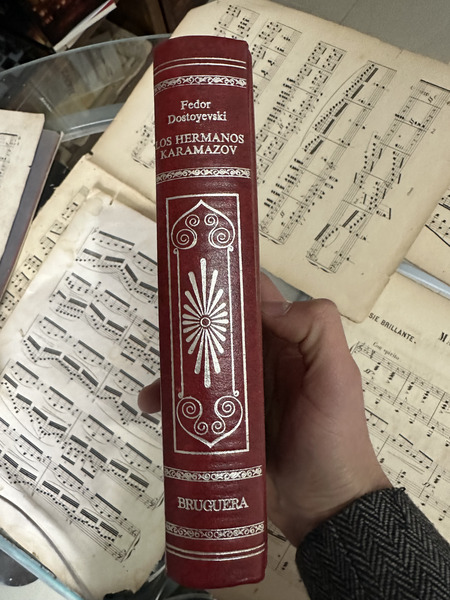 Fedor
Dostoyevski
LOS HERMANOS
KARAMAZOV
BRUGUERA
SIE BRILLANTE.